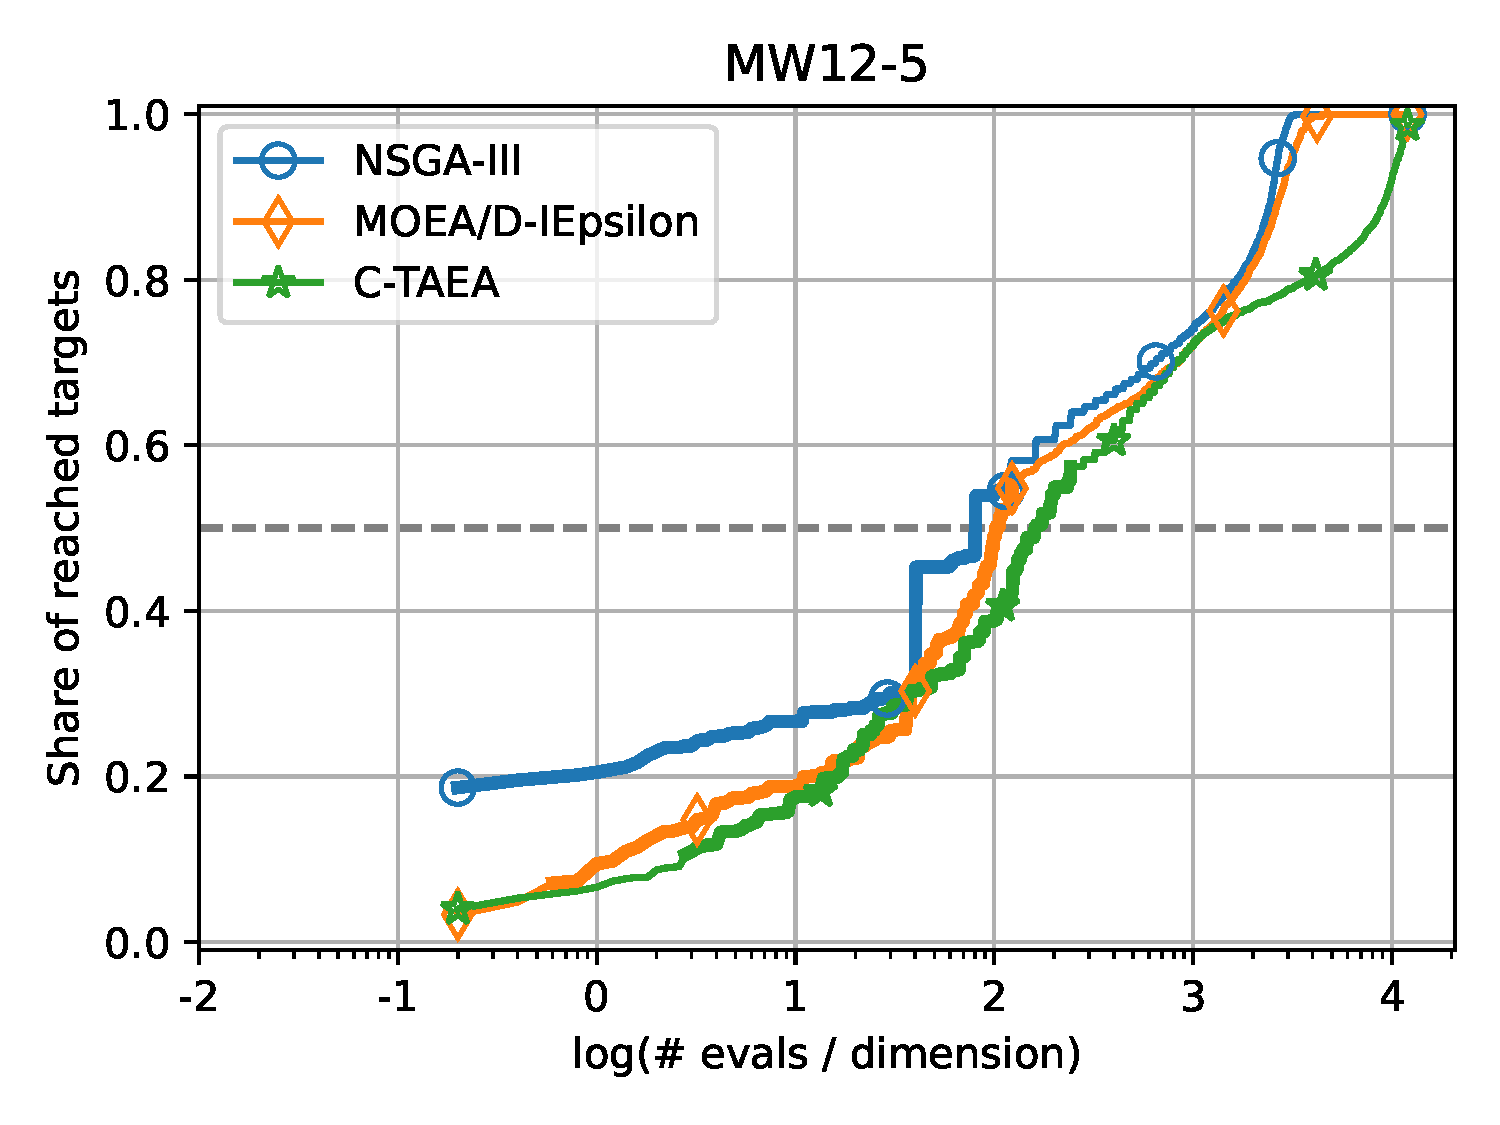 MW12-5
1.0
0.8
0.6
0.4
0.2
0.0
Share of reached targets
NSGA-III
MOEA/D-IEpsilon
C-TAEA
-2 -1 0 1 2 3 4
log(# evals / dimension)